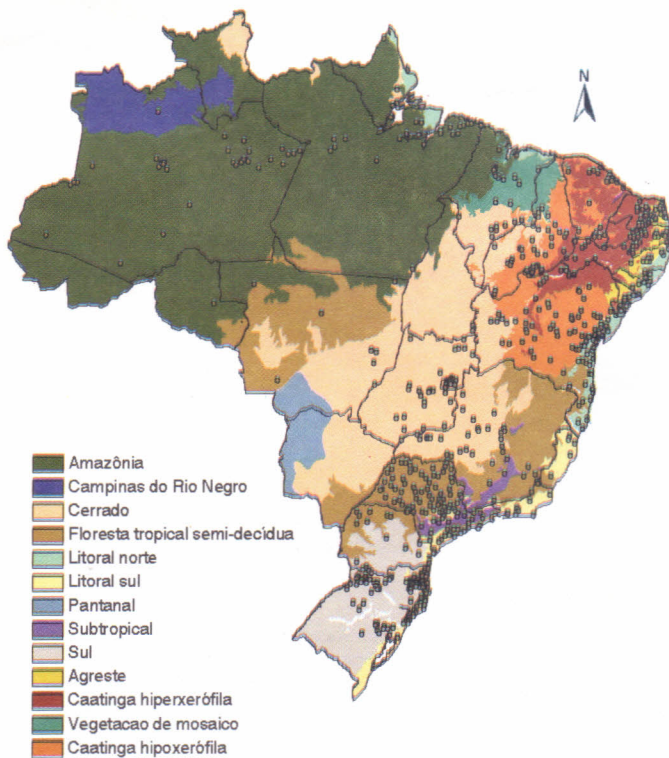 N
Amazônia
Campinas do Rio Negro
Cerrado
Floresta tropical semi-decídua
Litoral norte
Litoral sul
Pantanal
Subtropical
Sul
Agreste
Caatinga hiperxerófila
Vegetacao de mosaico
Caatinga hipoxerófila